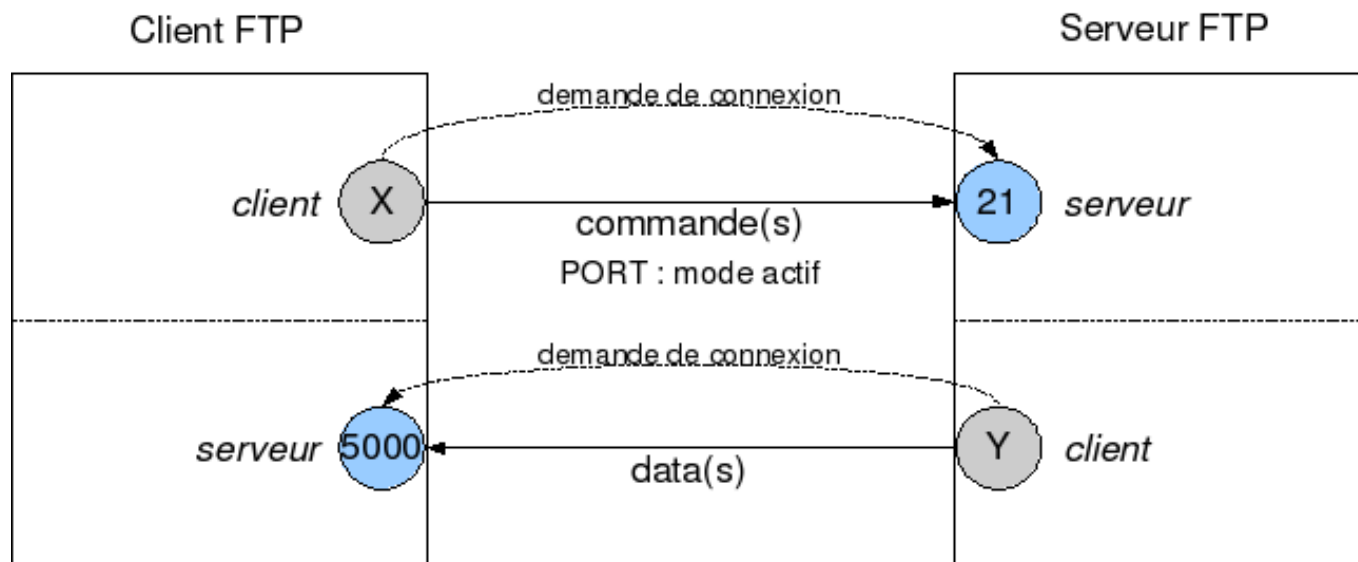 Client FTP
Serveur FTP
demande de connexion
client
X
21
serveur
commande(s)
PORT : mode actif
demande de connexion
serveur
5000
Y
client
data(s)